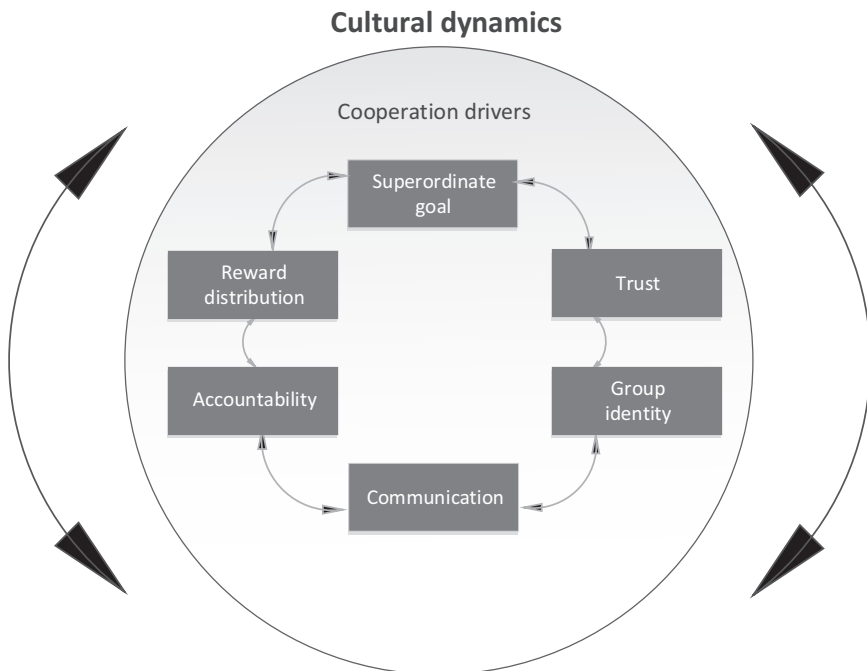 Cultural dynamics
Cooperation drivers
Superordinate
goal
Reward
distribution
Trust
Accountability
Group
identity
Communication